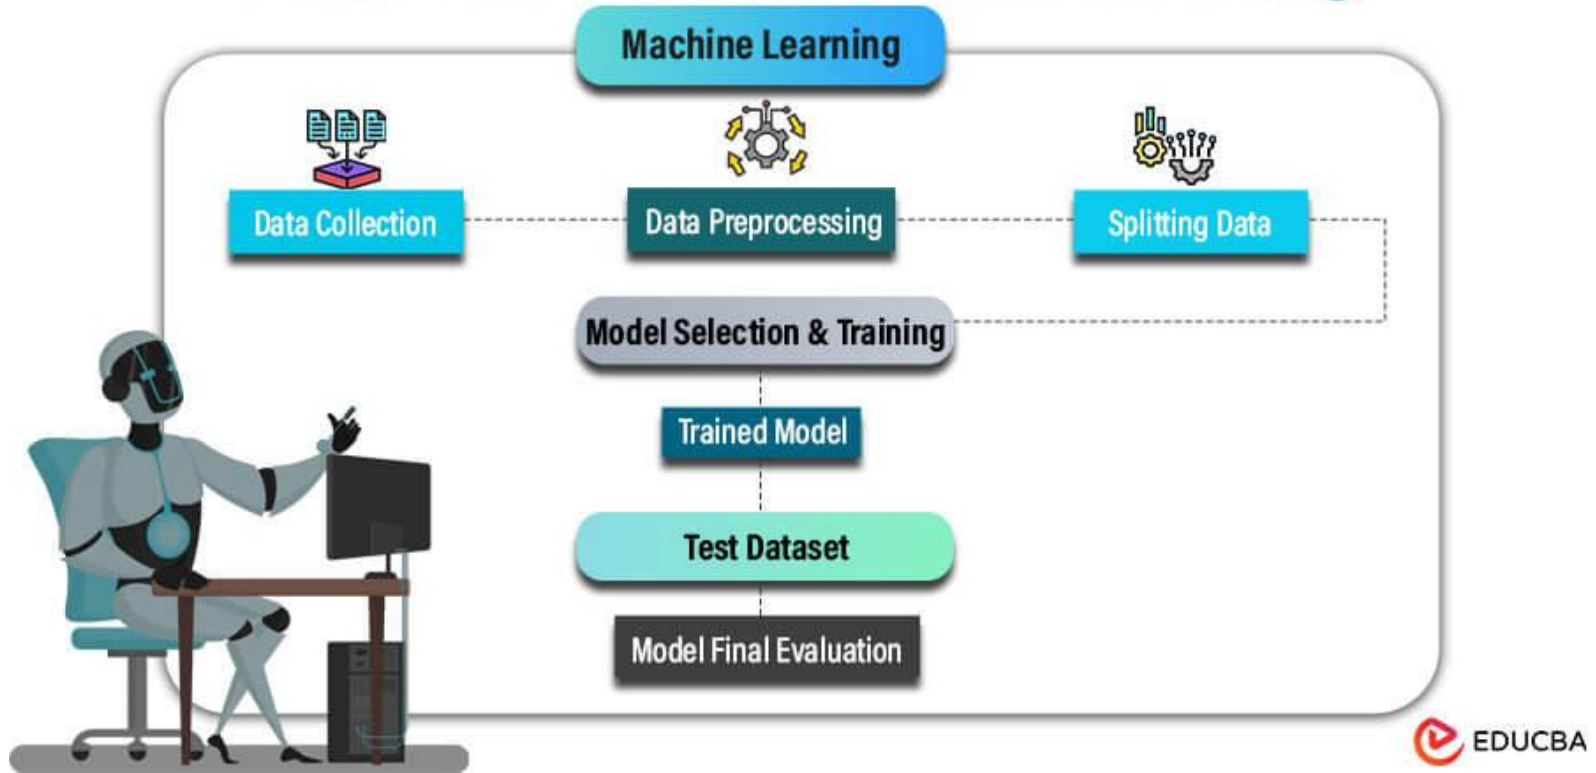 Machine Learning
Data Collection
Data Preprocessing
Splitting Data
Model Selection & Training
Trained Model
Test Dataset
Model Final Evaluation
EDUCBA